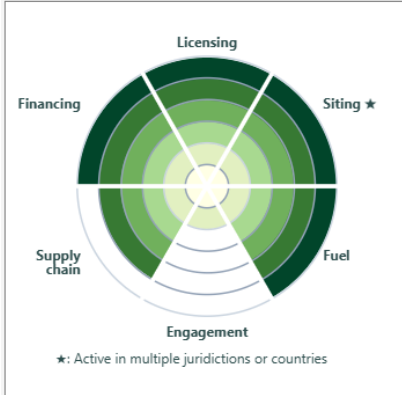 Licensing
Financing
Siting ★
Supply
chain
Fuel
Engagement
★: Active in multiple juridictions or countries